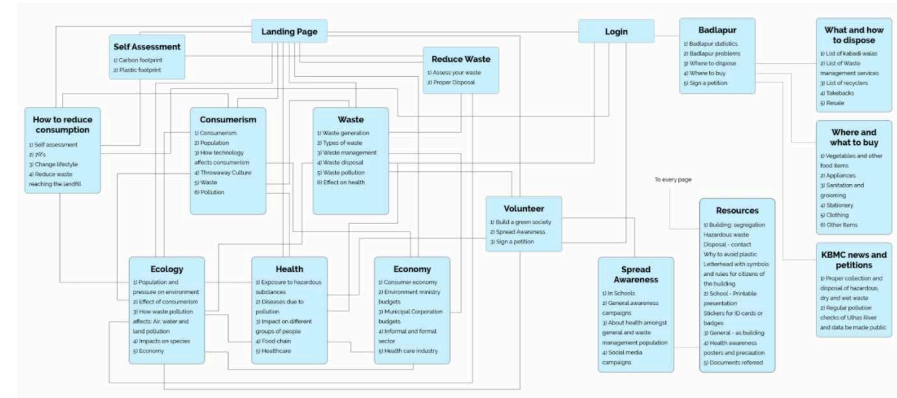 Landing Page
Login
Badlapur
1) Badlapur statistics
2) Badlapur problems
3) Where to dispose
4) Where to buy
5) Sign a petition
What and how
to dispose
1) List of kabadi walas
2) List of Waste
management services
3) List of recyclers
4) Takebacks
5) Resale
Self Assessment
1) Carbon footprint
2) Plastic footprint
Reduce Waste
1) Assess your waste
2) Proper Disposal
How to reduce
consumption
1) Self assessment
2) 7R's
3) Change lifestyle
4) Reduce waste
reaching the landfill
Consumerism
1) Consumerism
2) Population
3) How technology
affects consumerism
4) Throwaway Culture
5) Waste
6) Pollution
Waste
1) Waste generation
2) Types of waste
3) Waste management
4) Waste disposal
5) Waste pollution
6) Effect on health
Where and
what to buy
1) Vegetables and other
food items
2) Appliances
3) Sanitation and
grooming
4) Stationery
5) Clothing
6) Other Items
To every page
Volunteer
1) Build a green society
2) Spread Awareness
3) Sign a petition
Resources
1) Building: segregation
Hazardous waste
Disposal - contact
Why to avoid plastic
Letterhead with symbols
and rules for citizens of
the building
2) School - Printable
presentation
Stickers for ID cards or
badges
3) General - as building
4) Health awareness
posters and precaution
5) Documents referred
KBMC news and
petitions
1) Proper collection and
disposal of hazardous,
dry and wet waste
2) Regular pollution
checks of Ulhas River
and data be made public
Ecology
1) Population and
pressure on environment
2) Effect of consumerism
3) How waste pollution
affects: Air, water and
land pollution
4) Impacts on species
5) Economy
Health
1) Exposure to hazardous
substances
2) Diseases due to
pollution
3) Impact on different
groups of people
4) Food chain
5) Healthcare
Economy
1) Consumer economy
2) Environment ministry
budgets
3) Municipal Corporation
budgets
4) Informal and formal
sector
5) Health care industry
Spread
Awareness
1) In Schools
2) General awareness
campaigns
3) About health amongst
general and waste
management population
4) Social media
campaigns